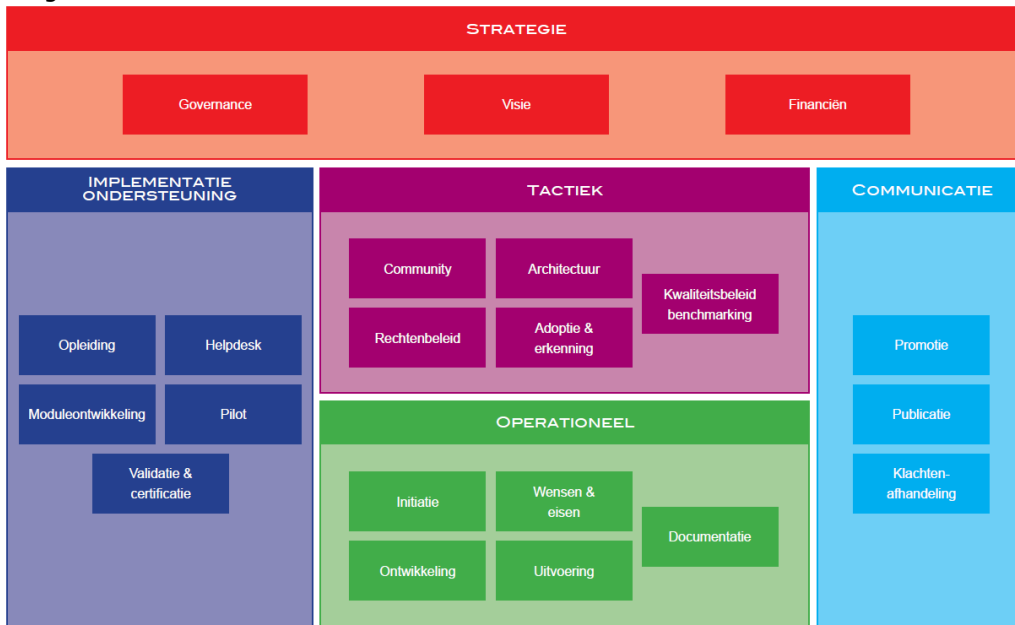 STRATEGIE
Governance
Visie
Financiën
IMPLEMENTATIE
ONDERSTEUNING
Opleiding
Helpdesk
Moduleontwikkeling
Pilot
Validatie &
certificatie
TACTIEK
Community
Architectuur
Rechtenbeleid
Adoptie &
erkenning
Kwaliteitsbeleid
benchmarking
OPERATIONEEL
Initiatie
Wensen &
eisen
Ontwikkeling
Uitvoering
Documentatie
COMMUNICATIE
Promotie
Publicatie
Klachten-
afhandeling